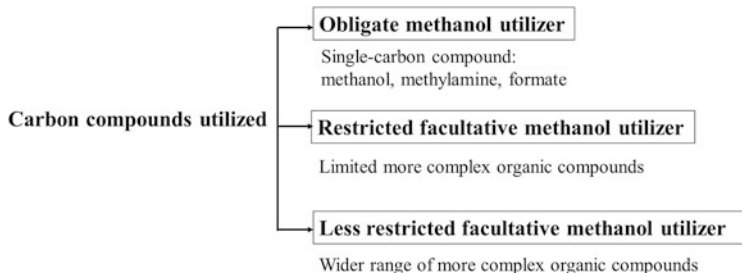 Obligate methanol utilizer
Single-carbon compound:
methanol, methylamine, formate
Carbon compounds utilized
Restricted facultative methanol utilizer
Limited more complex organic compounds
Less restricted facultative methanol utilizer
Wider range of more complex organic compounds